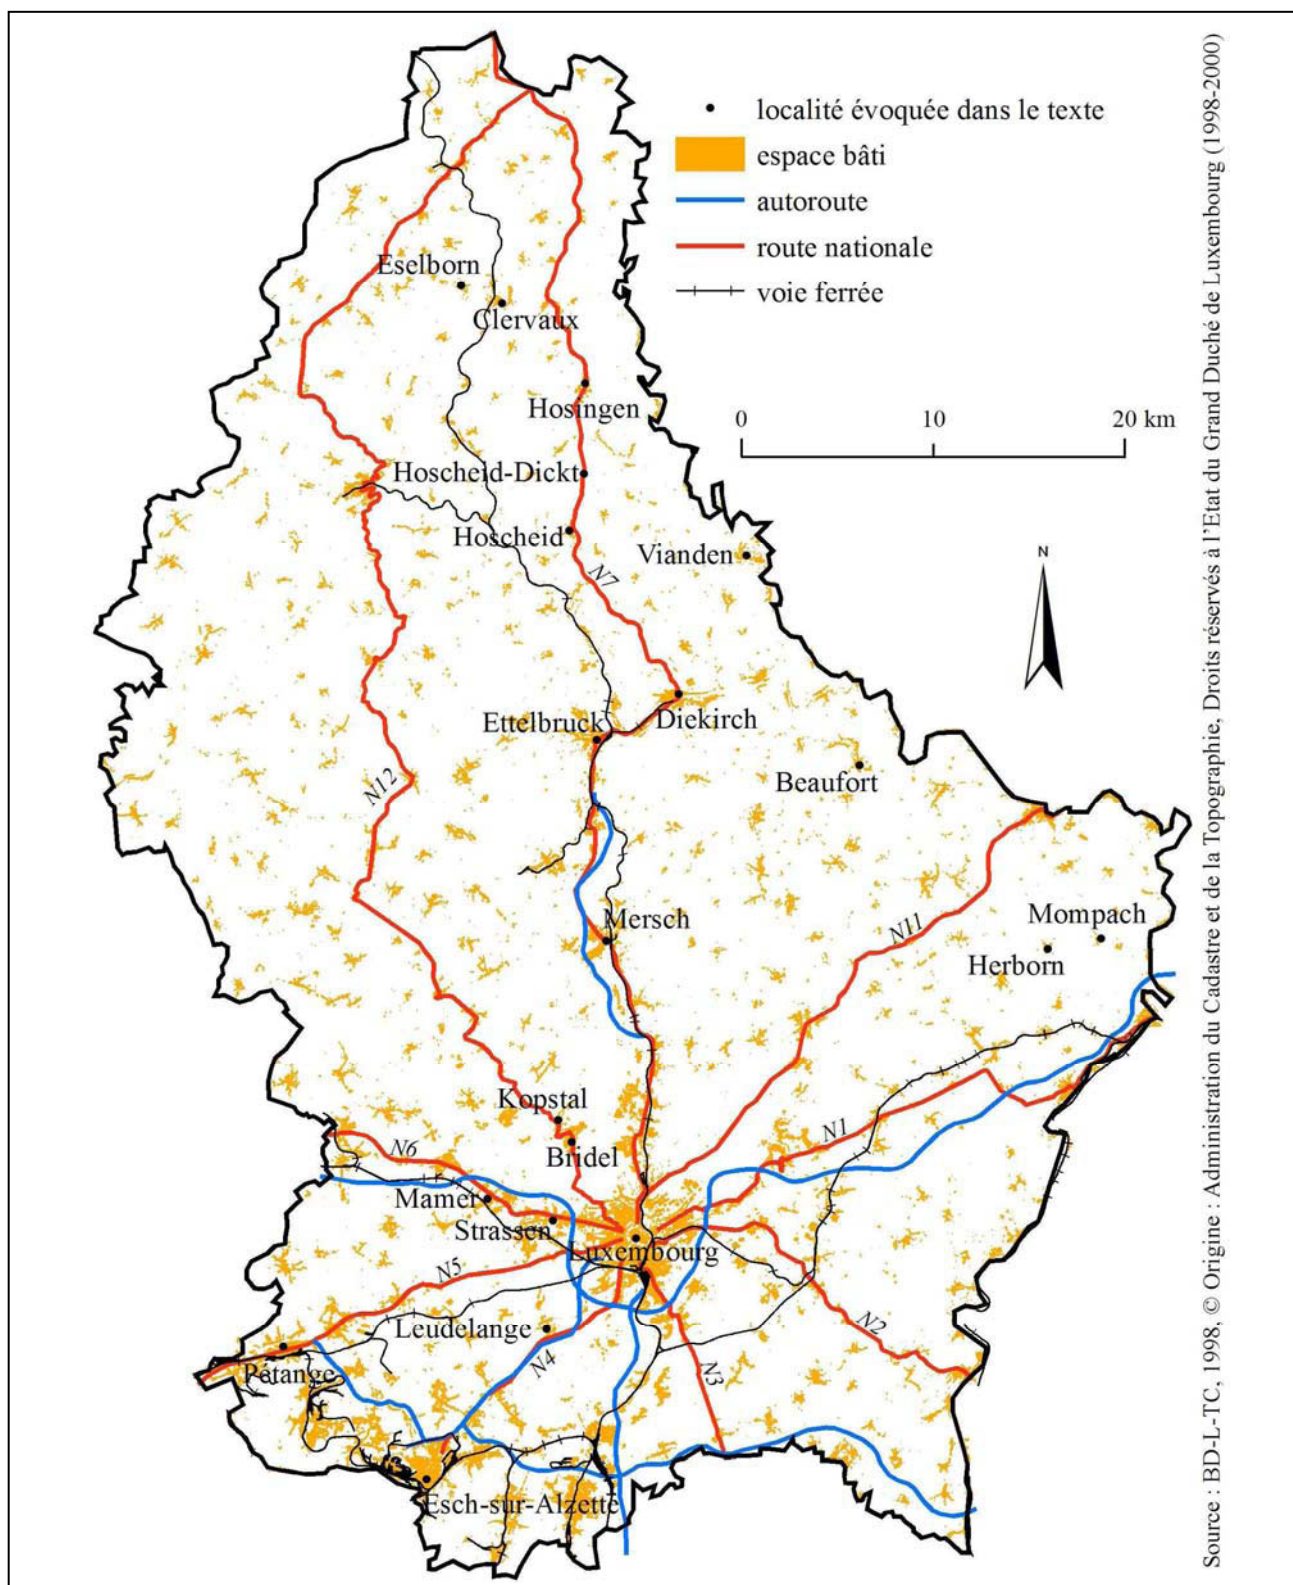 localité évoquée dans le texte
espace bâti
autoroute
route nationale
voie ferrée
Eselborn
Clervaux
Hosingen
0 10 20 km
Hoscheid-Dickt
Hoscheid
Vianden
N
N7
Ettelbruck
Diekirch
Beaufort
N12
Mersch
N11
Mompach
Herborn
Kopstal
Bridel
N1
N6
Mamer
Strassen
Luxembourg
N5
Leudelange
N2
N4
N3
Pétange
Esch-sur-Alzette
Source : BD-L-TC, 1998, © Origine : Administration du Cadastre et de la Topographie, Droits réservés à l'Etat du Grand Duché de Luxembourg (1998-2000)